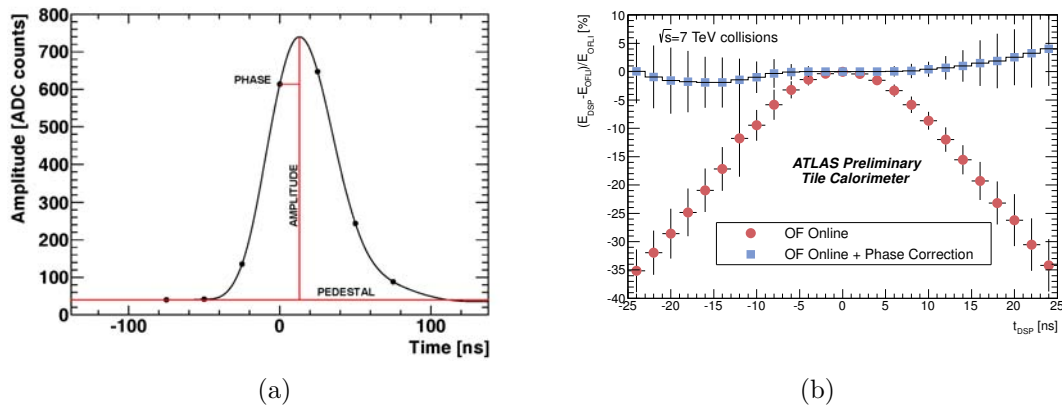 Amplitude [ADC counts]
800
700
600
500
400
300
200
100
0
PHASE
AMPLITUDE
PEDESTAL
-100
0
100
Time [ns]
(a)
(E_DSP-E_OFLI)/E_OFLI [%]
10
5
0
-5
-10
-15
-20
-25
-30
-35
-40
√s=7 TeV collisions
ATLAS Preliminary
Tile Calorimeter
OF Online
OF Online + Phase Correction
-25 -20 -15 -10 -5 0 5 10 15 20 25
t_DSP [ns]
(b)